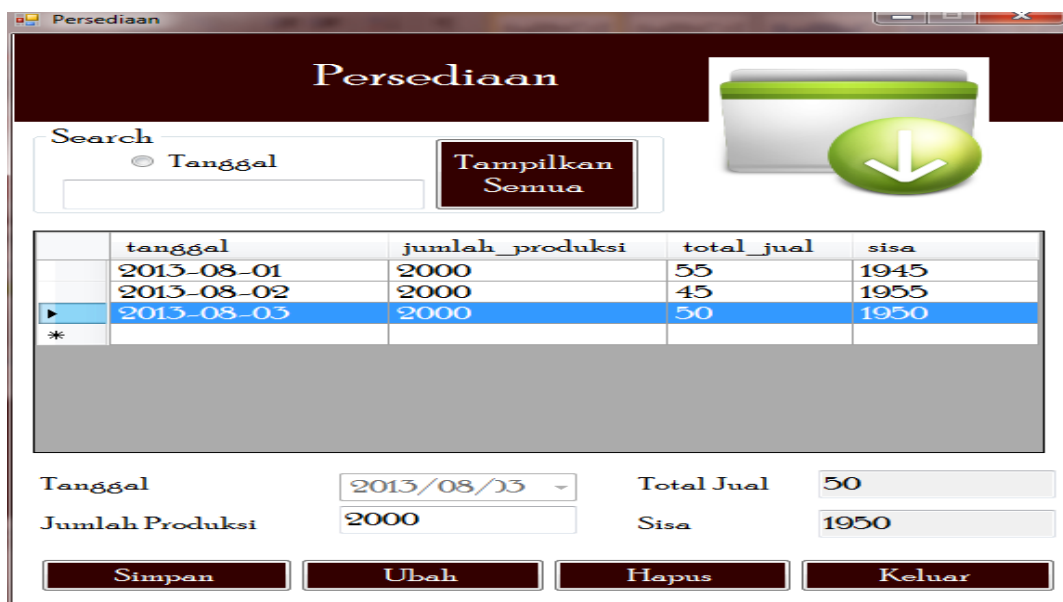 Persediaan
Persediaan
Search
Tanggal
Tampilkan
Semua
tanggal jumlah_produksi total_jual sisa
2013-08-01 2000 55 1945
2013-08-02 2000 45 1955
2013-08-03 2000 50 1950
Tanggal 2013/08/03 Total Jual 50
Jumlah Produksi 2000 Sisa 1950
Simpan Ubah Hapus Keluar